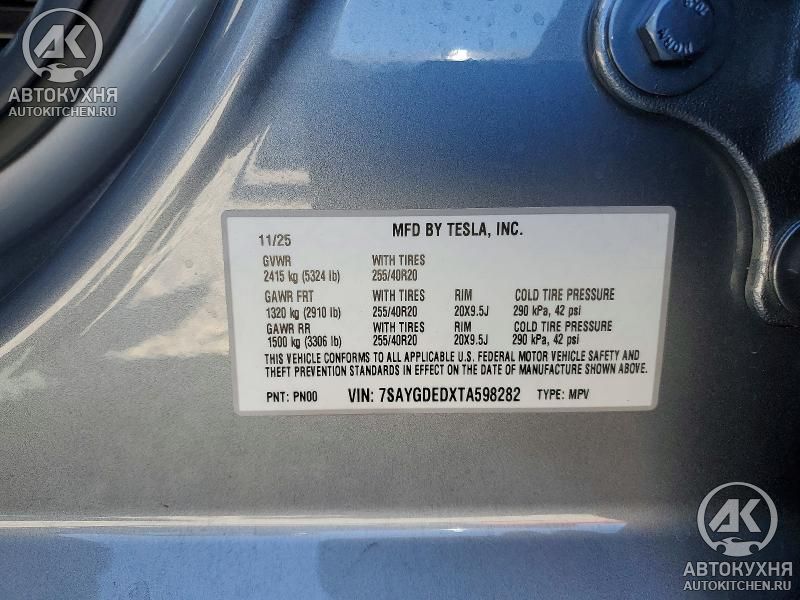 AK
АВТОКУХНЯ
AUTOKITCHEN.RU
MFD BY TESLA, INC.
11/25
GVWR WITH TIRES
2415 kg (5324 lb) 255/40R20
GAWR FRT WITH TIRES RIM COLD TIRE PRESSURE
1320 kg (2910 lb) 255/40R20 20X9.5J 290 kPa, 42 psi
GAWR RR WITH TIRES RIM COLD TIRE PRESSURE
1500 kg (3306 lb) 255/40R20 20X9.5J 290 kPa, 42 psi
THIS VEHICLE CONFORMS TO ALL APPLICABLE U.S. FEDERAL MOTOR VEHICLE SAFETY AND
THEFT PREVENTION STANDARDS IN EFFECT ON THE DATE OF MANUFACTURE SHOWN ABOVE.
PNT: PN00 VIN: 7SAYGDEDXTA598282 TYPE: MPV
AK
АВТОКУХНЯ
AUTOKITCHEN.RU